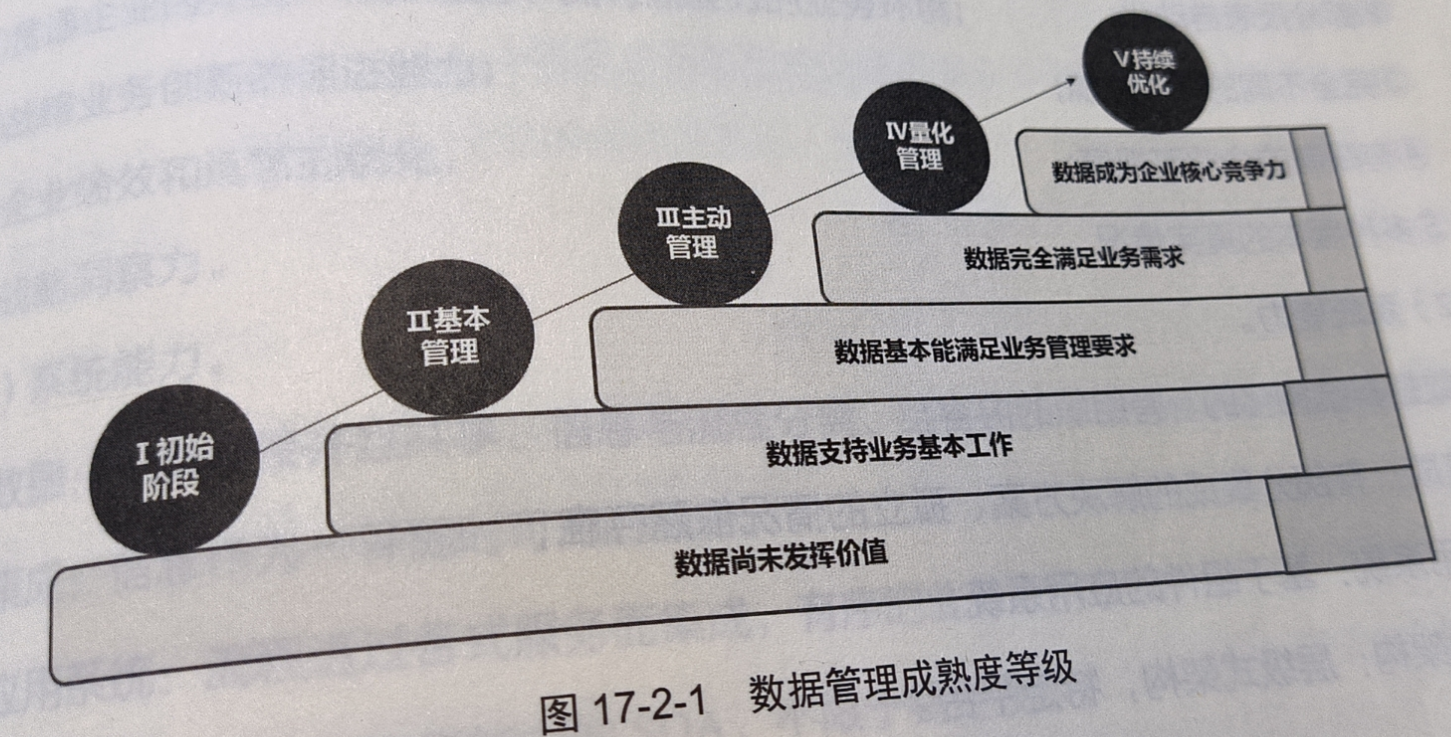 V持续
优化
IV量化
管理
数据成为企业核心竞争力
III主动
管理
数据完全满足业务需求
II基本
管理
数据基本能满足业务管理要求
I 初始
阶段
数据支持业务基本工作
数据尚未发挥价值
图 17-2-1 数据管理成熟度等级